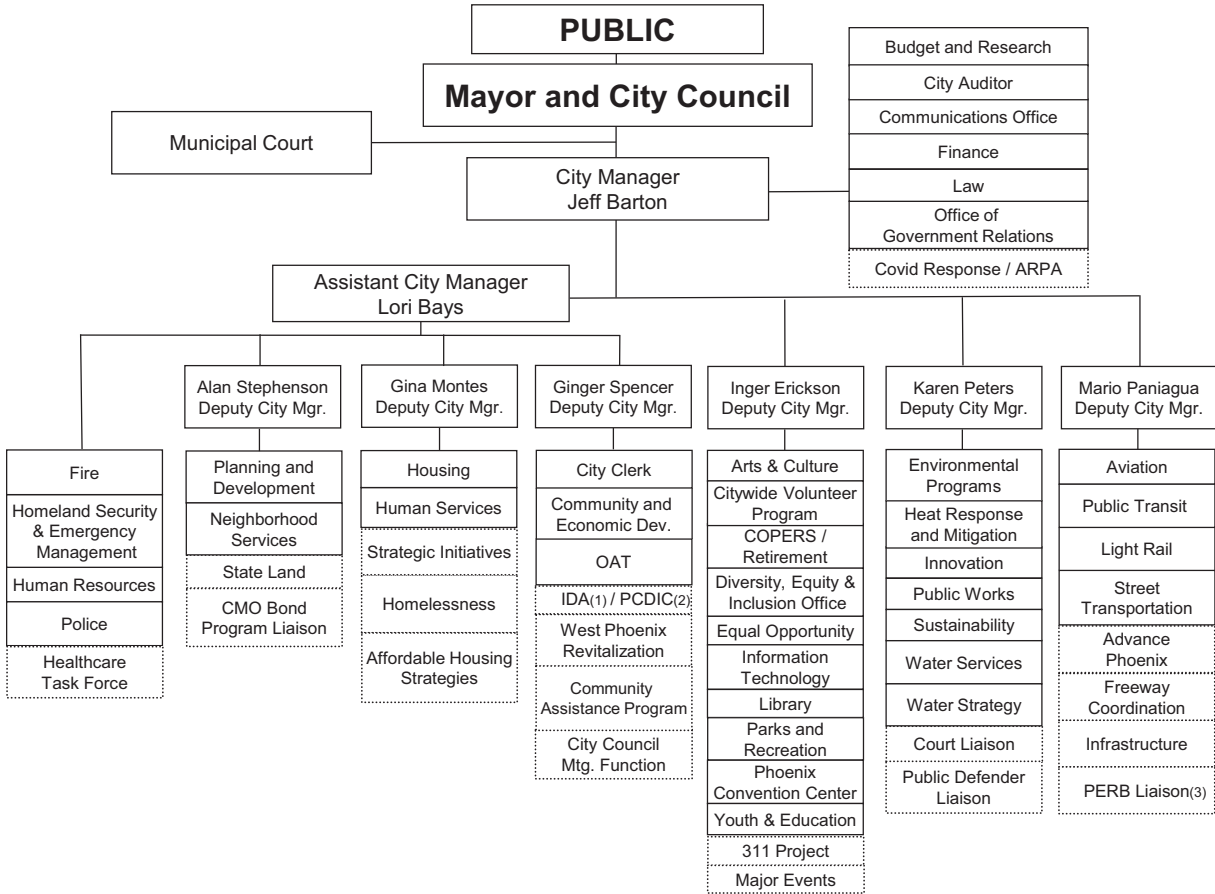 PUBLIC
Mayor and City Council
Municipal Court
City Manager
Jeff Barton
Budget and Research
City Auditor
Communications Office
Finance
Law
Office of
Government Relations
Covid Response / ARPA
Assistant City Manager
Lori Bays
Fire
Homeland Security
& Emergency
Management
Human Resources
Police
Healthcare
Task Force
Alan Stephenson
Deputy City Mgr.
Planning and
Development
Neighborhood
Services
State Land
CMO Bond
Program Liaison
Gina Montes
Deputy City Mgr.
Housing
Human Services
Strategic Initiatives
Homelessness
Affordable Housing
Strategies
Ginger Spencer
Deputy City Mgr.
City Clerk
Community and
Economic Dev.
OAT
IDA(1) / PCDIC(2)
West Phoenix
Revitalization
Community
Assistance Program
City Council
Mtg. Function
Inger Erickson
Deputy City Mgr.
Arts & Culture
Citywide Volunteer
Program
COPERS /
Retirement
Diversity, Equity &
Inclusion Office
Equal Opportunity
Information
Technology
Library
Parks and
Recreation
Phoenix
Convention Center
Youth & Education
311 Project
Major Events
Karen Peters
Deputy City Mgr.
Environmental
Programs
Heat Response
and Mitigation
Innovation
Public Works
Sustainability
Water Services
Water Strategy
Court Liaison
Public Defender
Liaison
Mario Paniagua
Deputy City Mgr.
Aviation
Public Transit
Light Rail
Street
Transportation
Advance
Phoenix
Freeway
Coordination
Infrastructure
PERB Liaison(3)